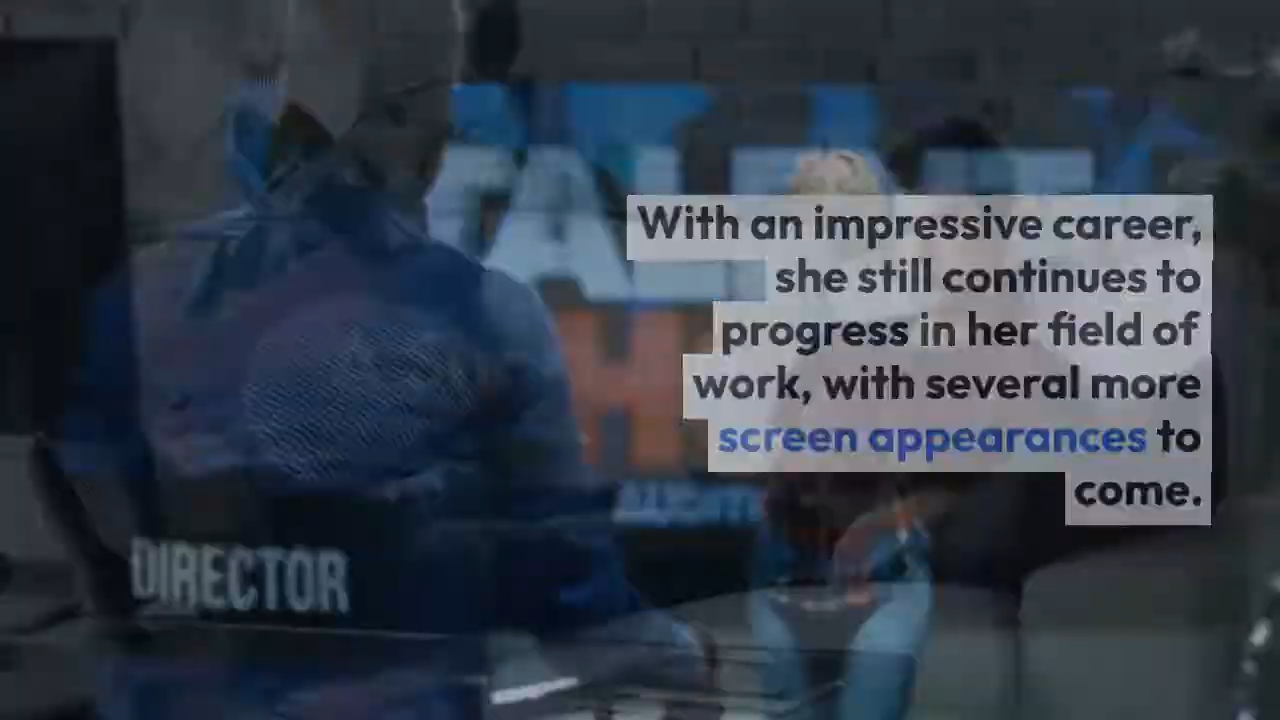 With an impressive career,
she still continues to
progress in her field of
work, with several more
screen appearances to
come.
DIRECTOR